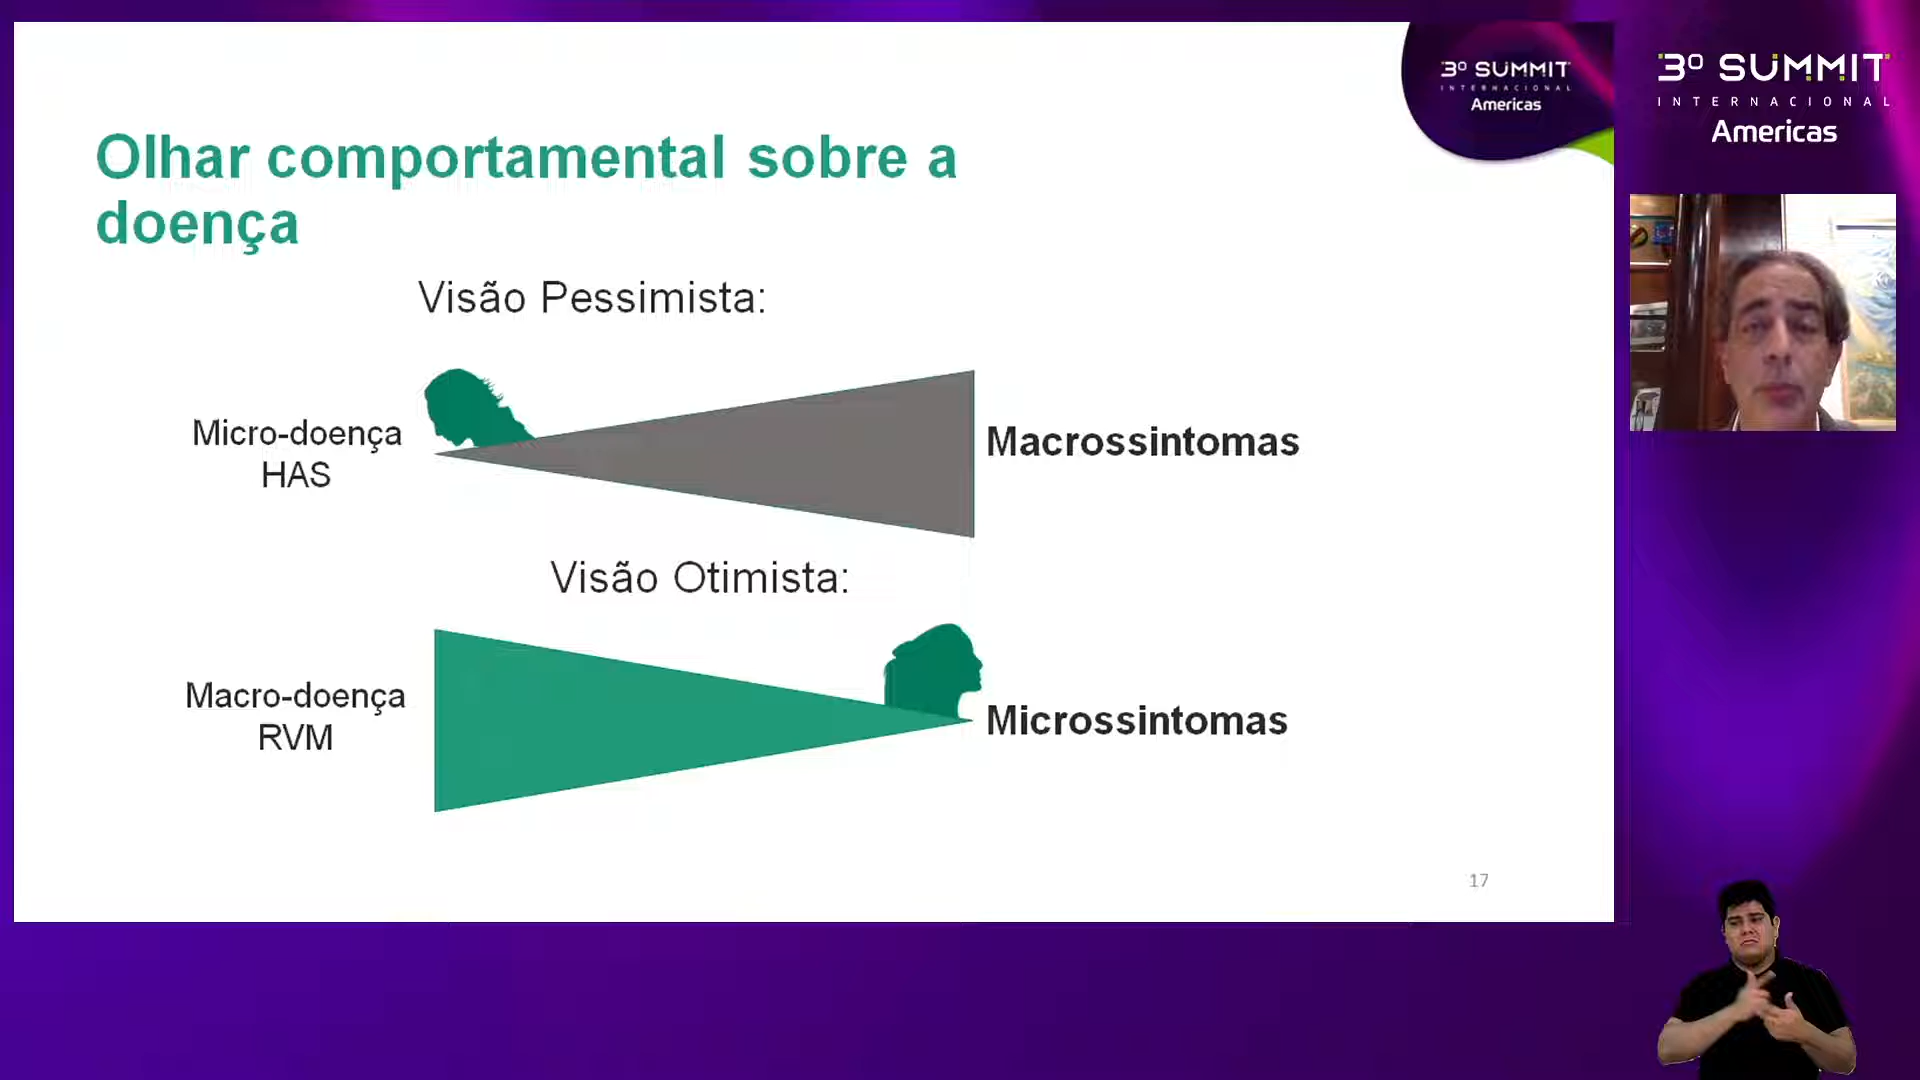 Olhar comportamental sobre a
doença
Visão Pessimista:
Micro-doença
HAS
Macrossintomas
Visão Otimista:
Macro-doença
RVM
Microssintomas
17
3º SUMMIT
INTERNACIONAL
Americas
3º SUMMIT
INTERNACIONAL
Americas